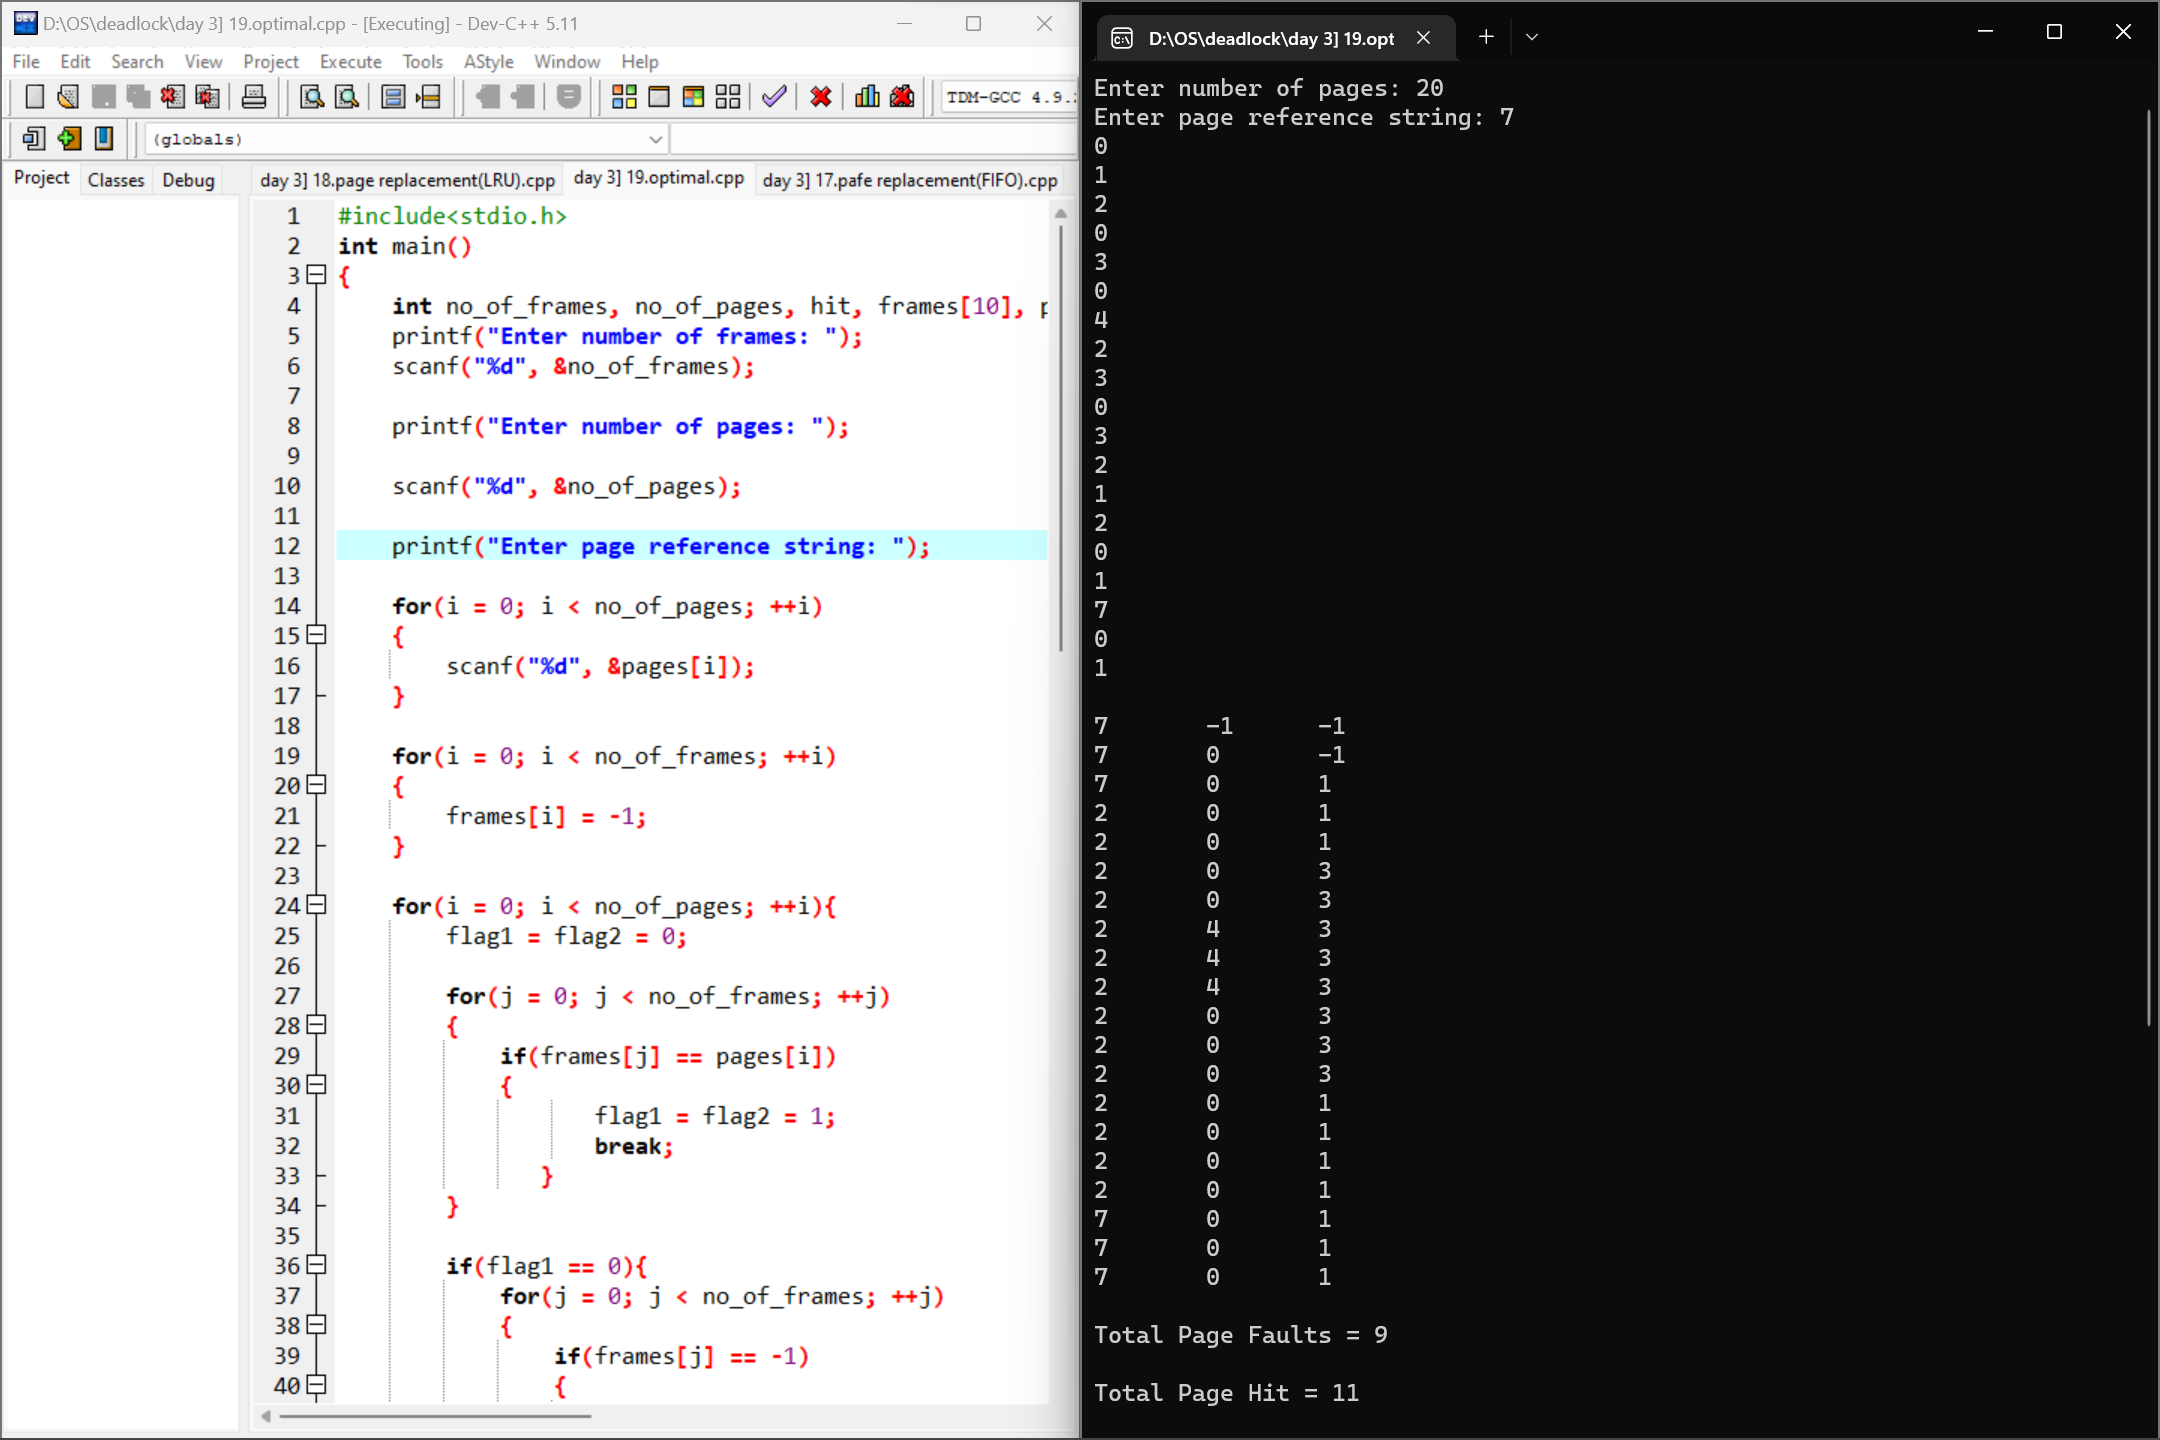 D:\OS\deadlock\day 3] 19.optimal.cpp - [Executing] - Dev-C++ 5.11
File Edit Search View Project Execute Tools AStyle Window Help
TDM-GCC 4.9.
(globals)
Project Classes Debug
day 3] 18.page replacement(LRU).cpp day 3] 19.optimal.cpp day 3] 17.pafe replacement(FIFO).cpp
1 #include<stdio.h>
2 int main()
3 {
4 int no_of_frames, no_of_pages, hit, frames[10], p
5 printf("Enter number of frames: ");
6 scanf("%d", &no_of_frames);
7
8 printf("Enter number of pages: ");
9
10 scanf("%d", &no_of_pages);
11
12 printf("Enter page reference string: ");
13
14 for(i = 0; i < no_of_pages; ++i)
15 {
16 scanf("%d", &pages[i]);
17 }
18
19 for(i = 0; i < no_of_frames; ++i)
20 {
21 frames[i] = -1;
22 }
23
24 for(i = 0; i < no_of_pages; ++i){
25 flag1 = flag2 = 0;
26
27 for(j = 0; j < no_of_frames; ++j)
28 {
29 if(frames[j] == pages[i])
30 {
31 flag1 = flag2 = 1;
32 break;
33 }
34 }
35
36 if(flag1 == 0){
37 for(j = 0; j < no_of_frames; ++j)
38 {
39 if(frames[j] == -1)
40 {
D:\OS\deadlock\day 3] 19.opt
Enter number of pages: 20
Enter page reference string: 7
0
1
2
0
3
0
4
2
3
0
3
2
1
2
0
1
7
0
1
7 -1 -1
7 0 -1
7 0 1
2 0 1
2 0 1
2 0 3
2 0 3
2 4 3
2 4 3
2 4 3
2 0 3
2 0 3
2 0 3
2 0 1
2 0 1
2 0 1
2 0 1
7 0 1
7 0 1
7 0 1
Total Page Faults = 9
Total Page Hit = 11